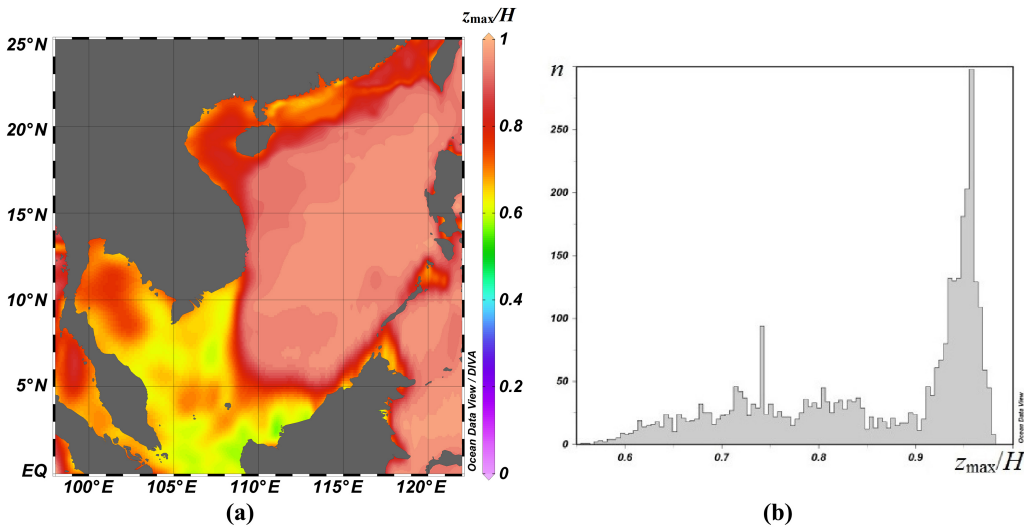 z_max/H
25°N
20°N
15°N
10°N
5°N
EQ
100°E
105°E
110°E
115°E
120°E
Ocean Data View / DIVA
1
0.8
0.6
0.4
0.2
0
(a)
n
250
200
150
100
50
0
0.6
0.7
0.8
0.9
z_max/H
Ocean Data View
(b)